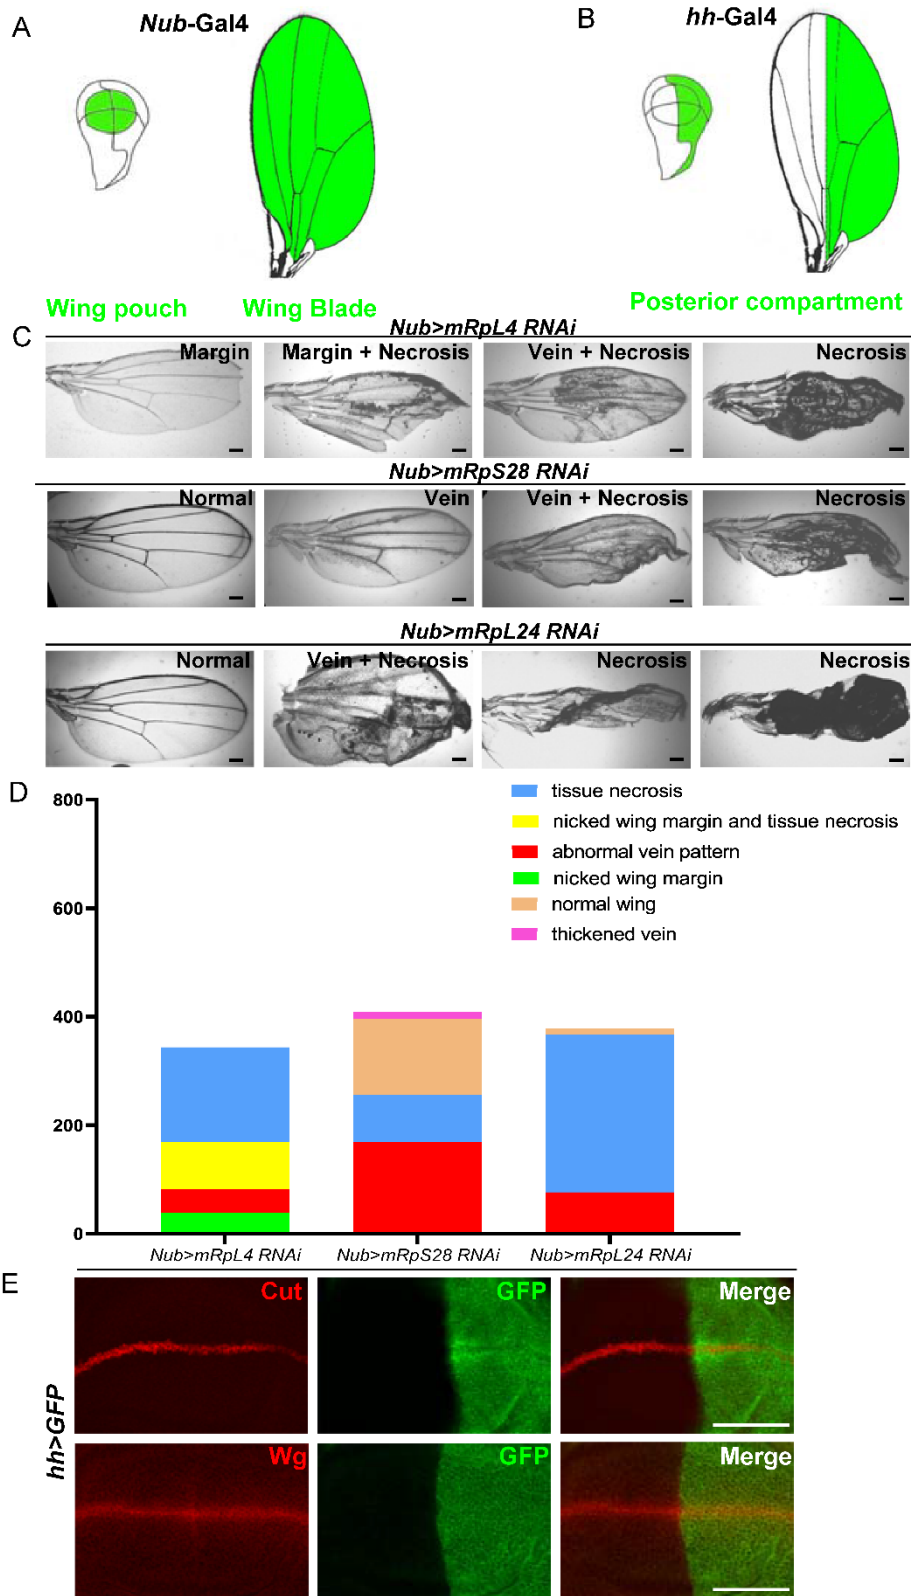 A
Nub-Gal4
B
hh-Gal4
Wing pouch
Wing Blade
Posterior compartment
C
Nub>mRpL4 RNAi
Margin
Margin + Necrosis
Vein + Necrosis
Necrosis
Nub>mRpS28 RNAi
Normal
Vein
Vein + Necrosis
Necrosis
Nub>mRpL24 RNAi
Normal
Vein + Necrosis
Necrosis
Necrosis
D
800
600
400
200
0
tissue necrosis
nicked wing margin and tissue necrosis
abnormal vein pattern
nicked wing margin
normal wing
thickened vein
Nub>mRpL4 RNAi
Nub>mRpS28 RNAi
Nub>mRpL24 RNAi
E
hh>GFP
Cut
GFP
Merge
Wg
GFP
Merge